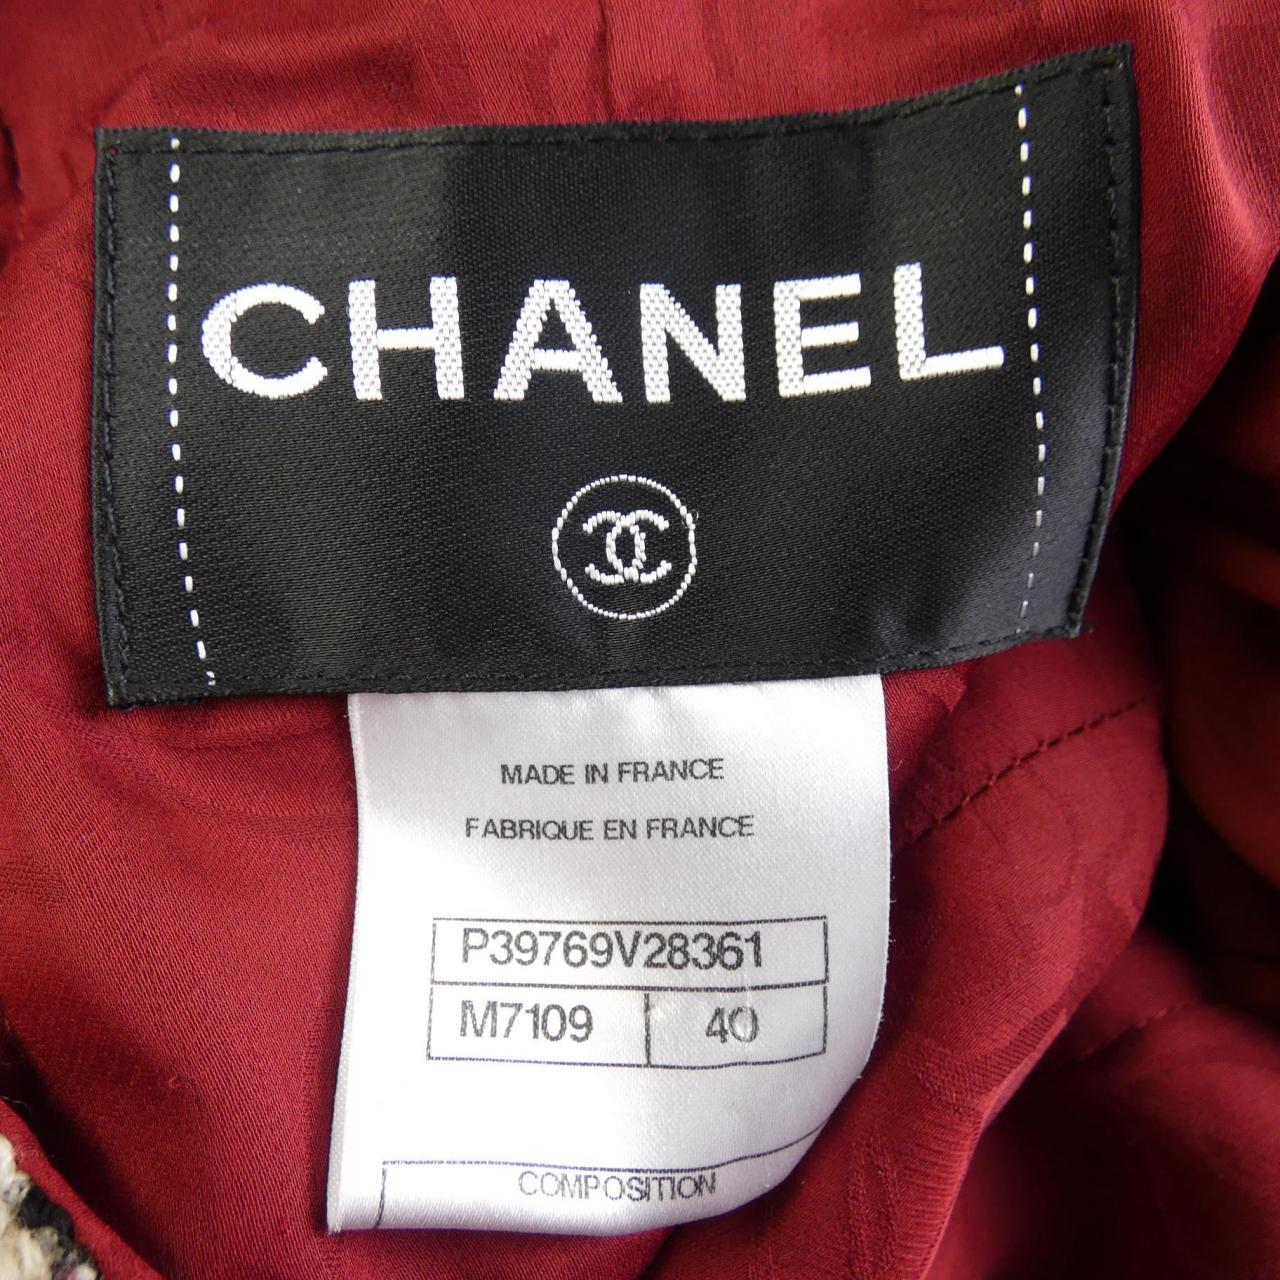 CHANEL
MADE IN FRANCE
FABRIQUE EN FRANCE
P39769V28361
M7109 40
COMPOSITION